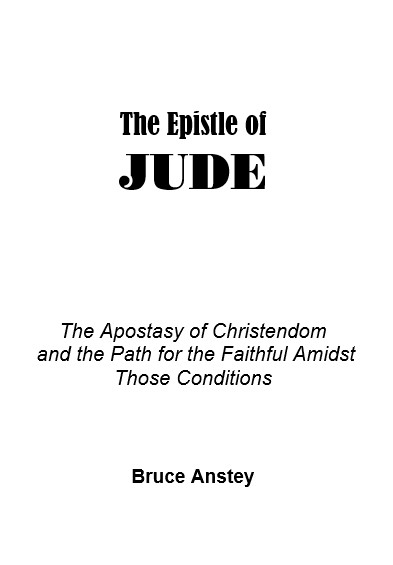 The Epistle of
JUDE
The Apostasy of Christendom
and the Path for the Faithful Amidst
Those Conditions
Bruce Anstey